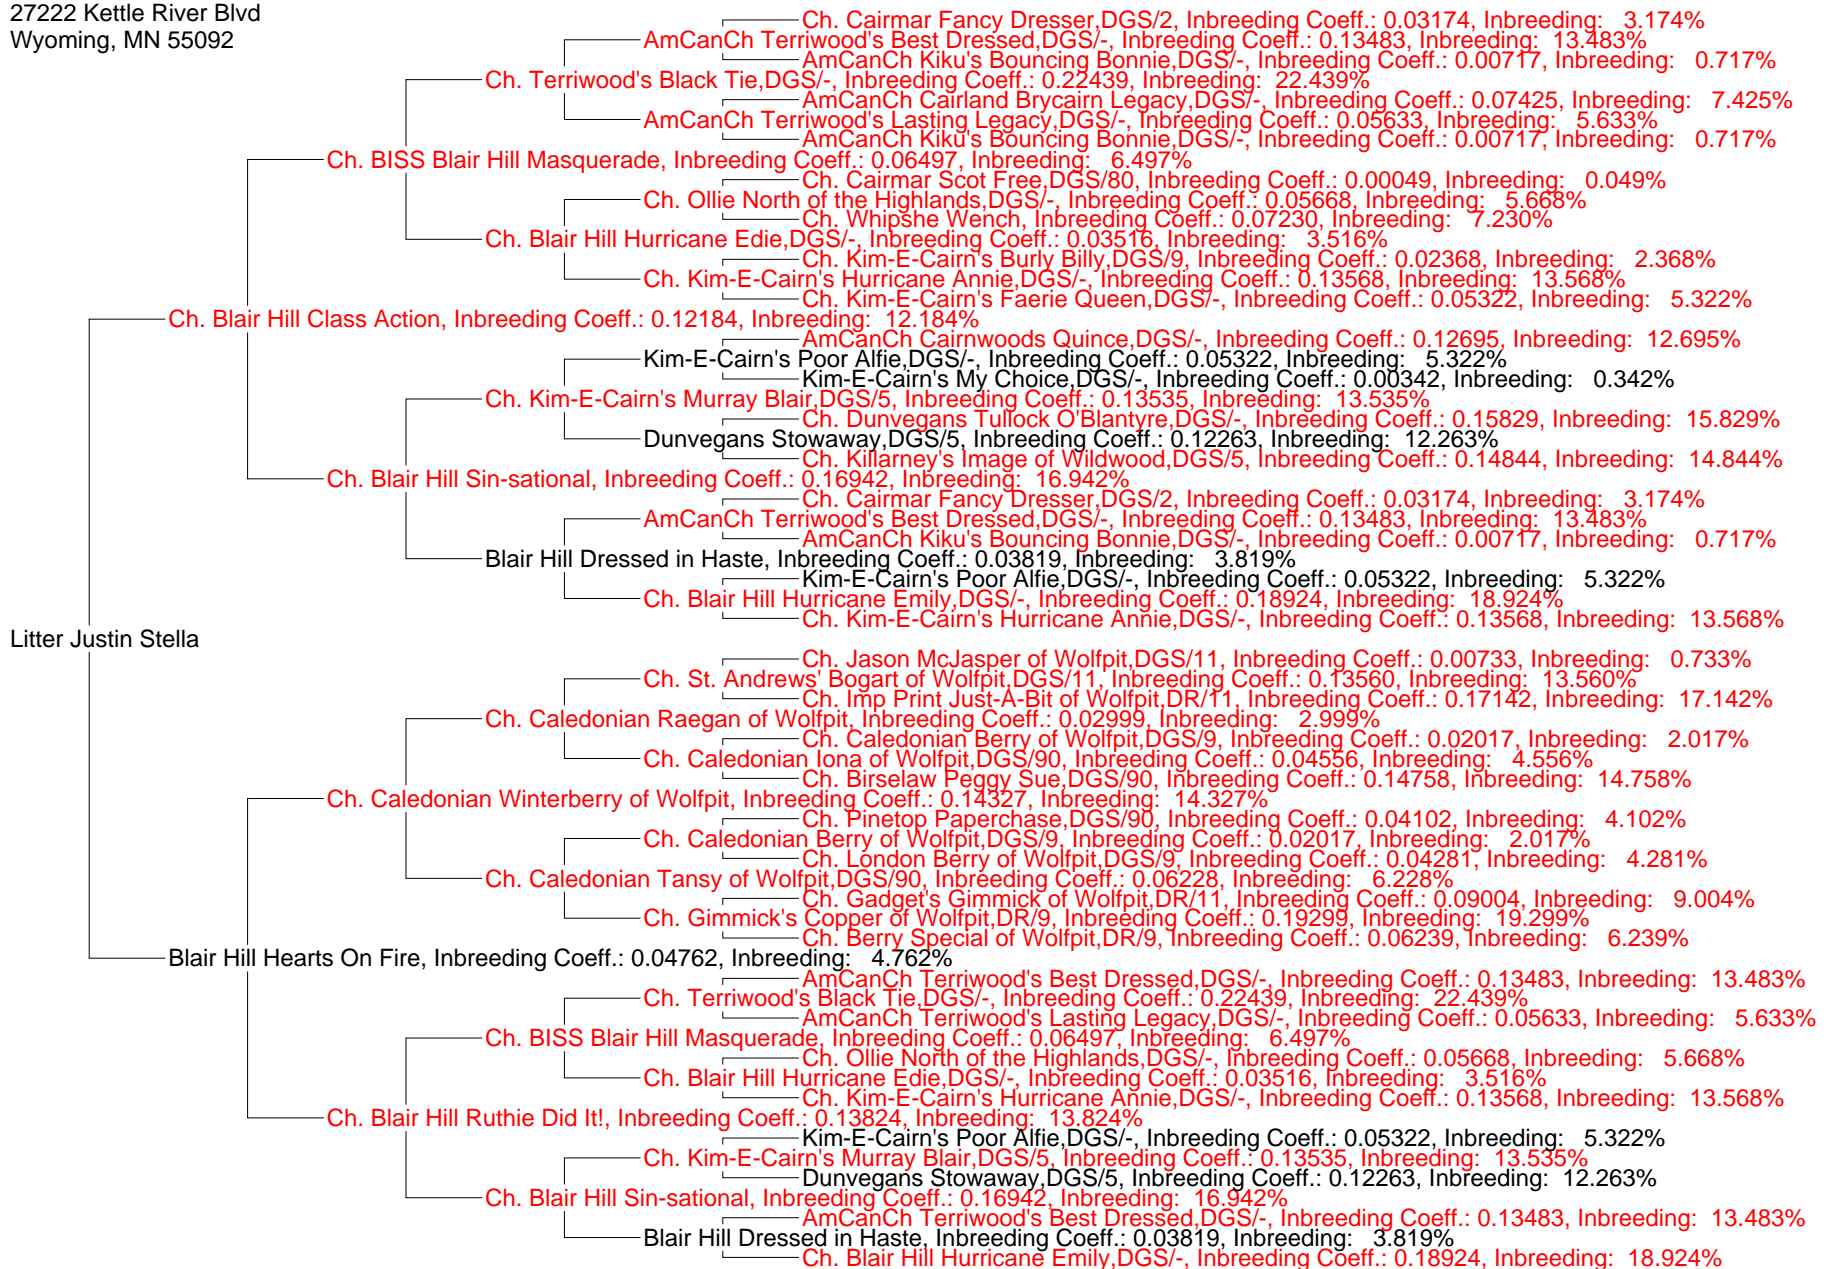 27222 Kettle River Blvd
Wyoming, MN 55092
Ch. Cairmar Fancy Dresser,DGS/2, Inbreeding Coeff.: 0.03174, Inbreeding: 3.174%
AmCanCh Terriwood's Best Dressed,DGS/-, Inbreeding Coeff.: 0.13483, Inbreeding: 13.483%
AmCanCh Kiku's Bouncing Bonnie,DGS/-, Inbreeding Coeff.: 0.00717, Inbreeding: 0.717%
Ch. Terriwood's Black Tie,DGS/-, Inbreeding Coeff.: 0.22439, Inbreeding: 22.439%
AmCanCh Cairland Brycairn Legacy,DGS/-, Inbreeding Coeff.: 0.07425, Inbreeding: 7.425%
AmCanCh Terriwood's Lasting Legacy,DGS/-, Inbreeding Coeff.: 0.05633, Inbreeding: 5.633%
AmCanCh Kiku's Bouncing Bonnie,DGS/-, Inbreeding Coeff.: 0.00717, Inbreeding: 0.717%
Ch. BISS Blair Hill Masquerade, Inbreeding Coeff.: 0.06497, Inbreeding: 6.497%
Ch. Cairmar Scot Free,DGS/80, Inbreeding Coeff.: 0.00049, Inbreeding: 0.049%
Ch. Ollie North of the Highlands,DGS/-, Inbreeding Coeff.: 0.05668, Inbreeding: 5.668%
Ch. Whipshe Wench, Inbreeding Coeff.: 0.07230, Inbreeding: 7.230%
Ch. Blair Hill Hurricane Edie,DGS/-, Inbreeding Coeff.: 0.03516, Inbreeding: 3.516%
Ch. Kim-E-Cairn's Burly Billy,DGS/9, Inbreeding Coeff.: 0.02368, Inbreeding: 2.368%
Ch. Kim-E-Cairn's Hurricane Annie,DGS/-, Inbreeding Coeff.: 0.13568, Inbreeding: 13.568%
Ch. Kim-E-Cairn's Faerie Queen,DGS/-, Inbreeding Coeff.: 0.05322, Inbreeding: 5.322%
Ch. Blair Hill Class Action, Inbreeding Coeff.: 0.12184, Inbreeding: 12.184%
AmCanCh Cairnwoods Quince,DGS/-, Inbreeding Coeff.: 0.12695, Inbreeding: 12.695%
Kim-E-Cairn's Poor Alfie,DGS/-, Inbreeding Coeff.: 0.05322, Inbreeding: 5.322%
Kim-E-Cairn's My Choice,DGS/-, Inbreeding Coeff.: 0.00342, Inbreeding: 0.342%
Ch. Kim-E-Cairn's Murray Blair,DGS/5, Inbreeding Coeff.: 0.13535, Inbreeding: 13.535%
Ch. Dunvegans Tullock O'Blantyre,DGS/-, Inbreeding Coeff.: 0.15829, Inbreeding: 15.829%
Dunvegans Stowaway,DGS/5, Inbreeding Coeff.: 0.12263, Inbreeding: 12.263%
Ch. Killarney's Image of Wildwood,DGS/5, Inbreeding Coeff.: 0.14844, Inbreeding: 14.844%
Ch. Blair Hill Sin-sational, Inbreeding Coeff.: 0.16942, Inbreeding: 16.942%
Ch. Cairmar Fancy Dresser,DGS/2, Inbreeding Coeff.: 0.03174, Inbreeding: 3.174%
AmCanCh Terriwood's Best Dressed,DGS/-, Inbreeding Coeff.: 0.13483, Inbreeding: 13.483%
AmCanCh Kiku's Bouncing Bonnie,DGS/-, Inbreeding Coeff.: 0.00717, Inbreeding: 0.717%
Blair Hill Dressed in Haste, Inbreeding Coeff.: 0.03819, Inbreeding: 3.819%
Kim-E-Cairn's Poor Alfie,DGS/-, Inbreeding Coeff.: 0.05322, Inbreeding: 5.322%
Ch. Blair Hill Hurricane Emily,DGS/-, Inbreeding Coeff.: 0.18924, Inbreeding: 18.924%
Ch. Kim-E-Cairn's Hurricane Annie,DGS/-, Inbreeding Coeff.: 0.13568, Inbreeding: 13.568%
Litter Justin Stella
Ch. Jason McJasper of Wolfpit,DGS/11, Inbreeding Coeff.: 0.00733, Inbreeding: 0.733%
Ch. St. Andrews' Bogart of Wolfpit,DGS/11, Inbreeding Coeff.: 0.13560, Inbreeding: 13.560%
Ch. Imp Print Just-A-Bit of Wolfpit,DR/11, Inbreeding Coeff.: 0.17142, Inbreeding: 17.142%
Ch. Caledonian Raegan of Wolfpit, Inbreeding Coeff.: 0.02999, Inbreeding: 2.999%
Ch. Caledonian Berry of Wolfpit,DGS/9, Inbreeding Coeff.: 0.02017, Inbreeding: 2.017%
Ch. Caledonian Iona of Wolfpit,DGS/90, Inbreeding Coeff.: 0.04556, Inbreeding: 4.556%
Ch. Birselaw Peggy Sue,DGS/90, Inbreeding Coeff.: 0.14758, Inbreeding: 14.758%
Ch. Caledonian Winterberry of Wolfpit, Inbreeding Coeff.: 0.14327, Inbreeding: 14.327%
Ch. Pinetop Paperchase,DGS/90, Inbreeding Coeff.: 0.04102, Inbreeding: 4.102%
Ch. Caledonian Berry of Wolfpit,DGS/9, Inbreeding Coeff.: 0.02017, Inbreeding: 2.017%
Ch. London Berry of Wolfpit,DGS/9, Inbreeding Coeff.: 0.04281, Inbreeding: 4.281%
Ch. Caledonian Tansy of Wolfpit,DGS/90, Inbreeding Coeff.: 0.06228, Inbreeding: 6.228%
Ch. Gadget's Gimmick of Wolfpit,DR/11, Inbreeding Coeff.: 0.09004, Inbreeding: 9.004%
Ch. Gimmick's Copper of Wolfpit,DR/9, Inbreeding Coeff.: 0.19299, Inbreeding: 19.299%
Ch. Berry Special of Wolfpit,DR/9, Inbreeding Coeff.: 0.06239, Inbreeding: 6.239%
Blair Hill Hearts On Fire, Inbreeding Coeff.: 0.04762, Inbreeding: 4.762%
AmCanCh Terriwood's Best Dressed,DGS/-, Inbreeding Coeff.: 0.13483, Inbreeding: 13.483%
Ch. Terriwood's Black Tie,DGS/-, Inbreeding Coeff.: 0.22439, Inbreeding: 22.439%
AmCanCh Terriwood's Lasting Legacy,DGS/-, Inbreeding Coeff.: 0.05633, Inbreeding: 5.633%
Ch. BISS Blair Hill Masquerade, Inbreeding Coeff.: 0.06497, Inbreeding: 6.497%
Ch. Ollie North of the Highlands,DGS/-, Inbreeding Coeff.: 0.05668, Inbreeding: 5.668%
Ch. Blair Hill Hurricane Edie,DGS/-, Inbreeding Coeff.: 0.03516, Inbreeding: 3.516%
Ch. Kim-E-Cairn's Hurricane Annie,DGS/-, Inbreeding Coeff.: 0.13568, Inbreeding: 13.568%
Ch. Blair Hill Ruthie Did It!, Inbreeding Coeff.: 0.13824, Inbreeding: 13.824%
Kim-E-Cairn's Poor Alfie,DGS/-, Inbreeding Coeff.: 0.05322, Inbreeding: 5.322%
Ch. Kim-E-Cairn's Murray Blair,DGS/5, Inbreeding Coeff.: 0.13535, Inbreeding: 13.535%
Dunvegans Stowaway,DGS/5, Inbreeding Coeff.: 0.12263, Inbreeding: 12.263%
Ch. Blair Hill Sin-sational, Inbreeding Coeff.: 0.16942, Inbreeding: 16.942%
AmCanCh Terriwood's Best Dressed,DGS/-, Inbreeding Coeff.: 0.13483, Inbreeding: 13.483%
Blair Hill Dressed in Haste, Inbreeding Coeff.: 0.03819, Inbreeding: 3.819%
Ch. Blair Hill Hurricane Emily,DGS/-, Inbreeding Coeff.: 0.18924, Inbreeding: 18.924%